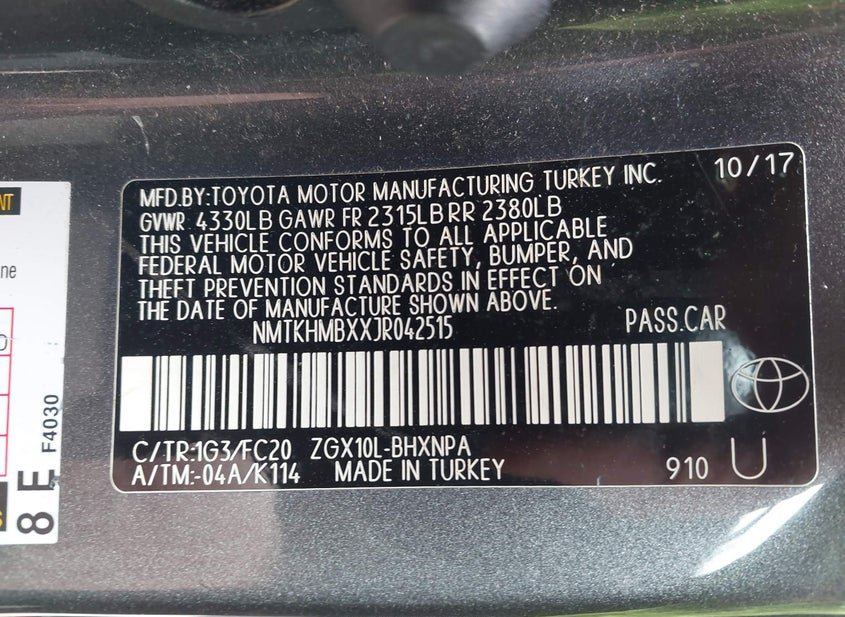 10/17
MFD.BY:TOYOTA MOTOR MANUFACTURING TURKEY INC.
GVWR 4330LB GAWR FR 2315LB RR 2380LB
THIS VEHICLE CONFORMS TO ALL APPLICABLE
FEDERAL MOTOR VEHICLE SAFETY, BUMPER, AND
THEFT PREVENTION STANDARDS IN EFFECT ON
THE DATE OF MANUFACTURE SHOWN ABOVE.
NMTKHMBXXJR042515 PASS.CAR
C/TR:1G3/FC20 ZGX10L-BHXNPA
A/TM:-04A/K114 MADE IN TURKEY 910 U
8 E F4030